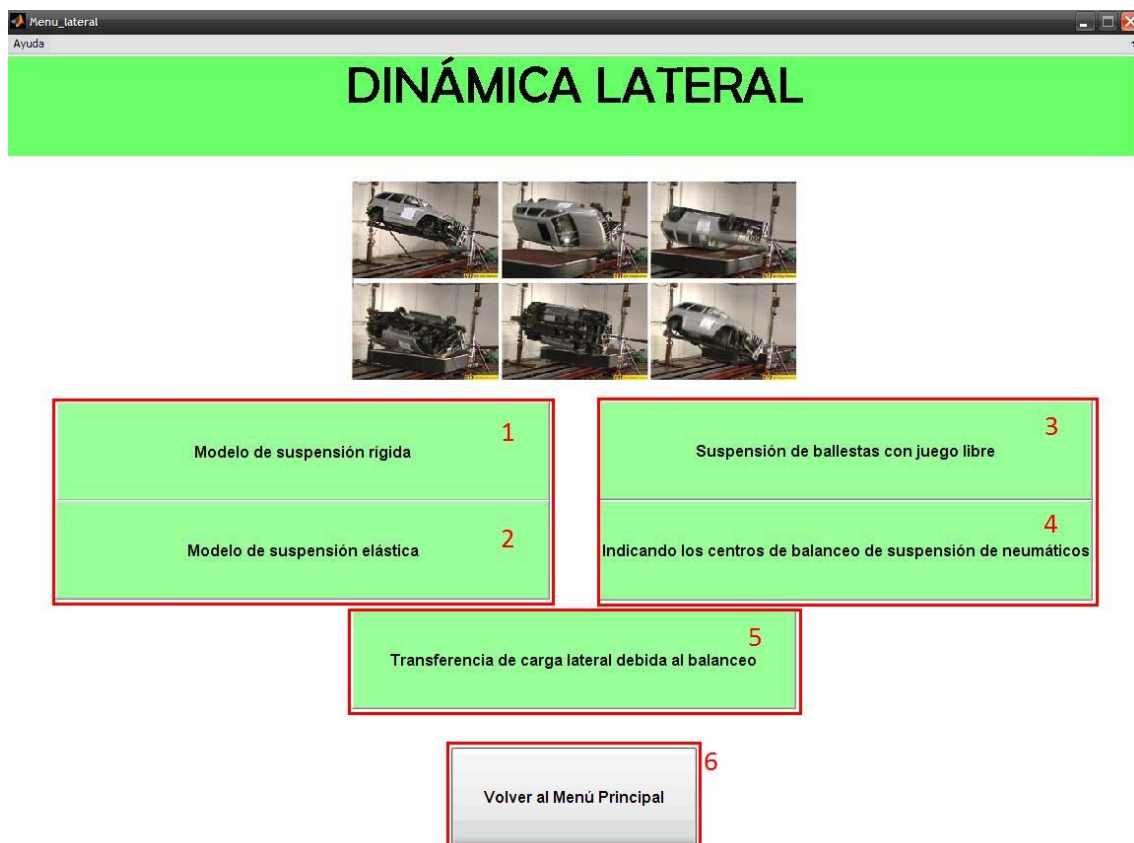 Menu_lateral
Ayuda
DINÁMICA LATERAL
Modelo de suspensión rígida
1
Modelo de suspensión elástica
2
Suspensión de ballestas con juego libre
3
Indicando los centros de balanceo de suspensión de neumáticos
4
Transferencia de carga lateral debida al balanceo
5
Volver al Menú Principal
6